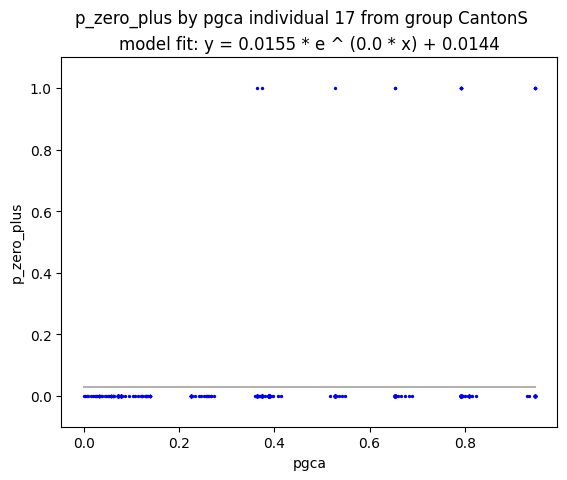 p_zero_plus by pgca individual 17 from group CantonS
model fit: y = 0.0155 * e ^ (0.0 * x) + 0.0144
1.0
0.8
0.6
0.4
0.2
0.0
p_zero_plus
0.0 0.2 0.4 0.6 0.8
pgca